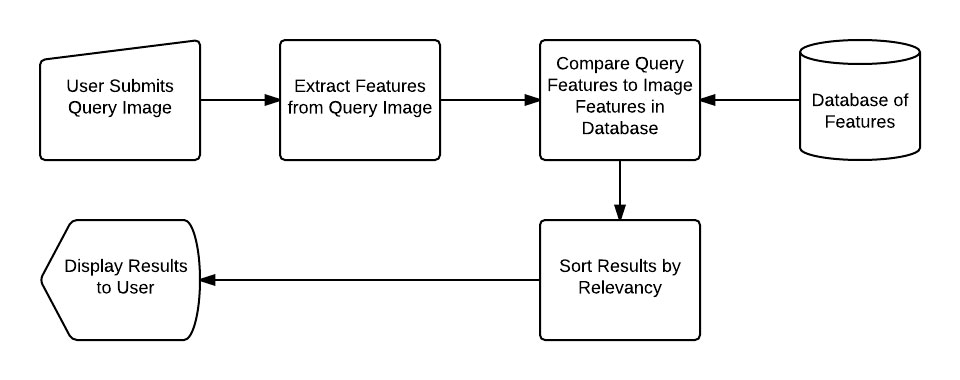 User Submits
Query Image
Extract Features
from Query Image
Compare Query
Features to Image
Features in
Database
Database of
Features
Display Results
to User
Sort Results by
Relevancy